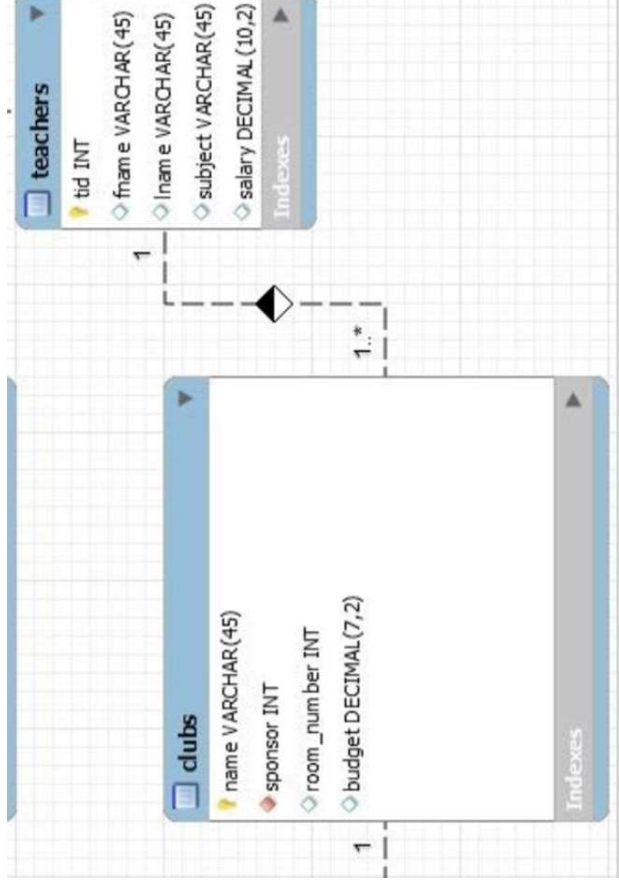 teachers
tid INT
fname VARCHAR(45)
lname VARCHAR(45)
subject VARCHAR(45)
salary DECIMAL(10,2)
Indexes
1
1..*
clubs
name VARCHAR(45)
sponsor INT
room_number INT
budget DECIMAL(7,2)
Indexes
1